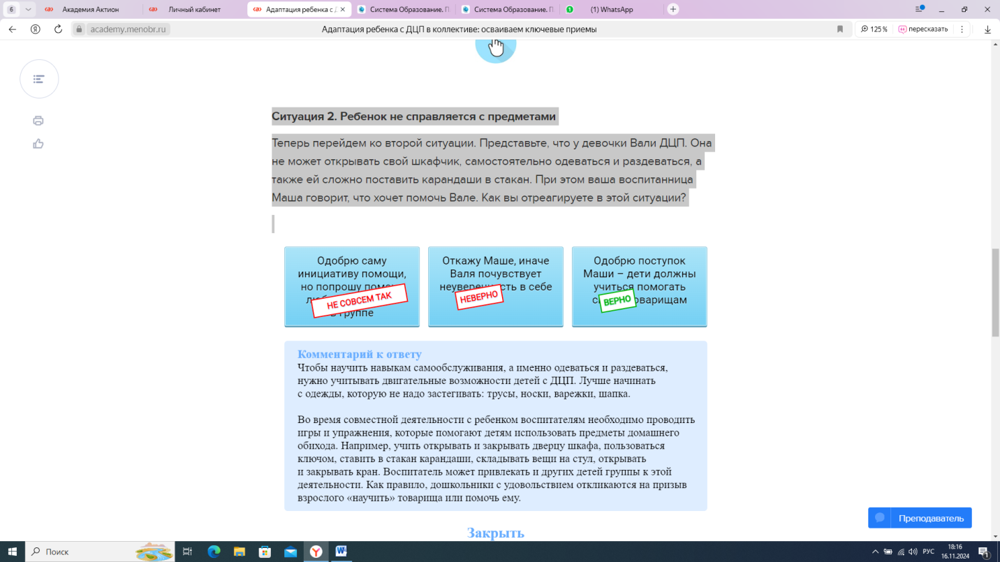 6
Академия Актион
Личный кабинет
Адаптация ребенка с Д
Система Образование. П
Система Образование. П
1
(1) WhatsApp
Я
academy.menobr.ru
Адаптация ребенка с ДЦП в коллективе: осваиваем ключевые приемы
125 %
пересказать
Ситуация 2. Ребенок не справляется с предметами
Теперь перейдем ко второй ситуации. Представьте, что у девочки Вали ДЦП. Она
не может открывать свой шкафчик, самостоятельно одеваться и раздеваться, а
также ей сложно поставить карандаши в стакан. При этом ваша воспитанница
Маша говорит, что хочет помочь Вале. Как вы отреагируете в этой ситуации?
Одобрю саму
инициативу помощи,
но попрошу
группе
НЕ СОВСЕМ ТАК
Откажу Маше, иначе
Валя почувствует
неуверенность в себе
НЕВЕРНО
Одобрю поступок
Маши – дети должны
учиться помогать
товарищам
ВЕРНО
Комментарий к ответу
Чтобы научить навыкам самообслуживания, а именно одеваться и раздеваться,
нужно учитывать двигательные возможности детей с ДЦП. Лучше начинать
с одежды, которую не надо застегивать: трусы, носки, варежки, шапка.
Во время совместной деятельности с ребенком воспитателям необходимо проводить
игры и упражнения, которые помогают детям использовать предметы домашнего
обихода. Например, учить открывать и закрывать дверцу шкафа, пользоваться
ключом, ставить в стакан карандаши, складывать вещи на стул, открывать
и закрывать кран. Воспитатель может привлекать и других детей группы к этой
деятельности. Как правило, дошкольники с удовольствием откликаются на призыв
взрослого «научить» товарища или помочь ему.
Закрыть
Преподаватель
Поиск
РУС
18:16
16.11.2024
1